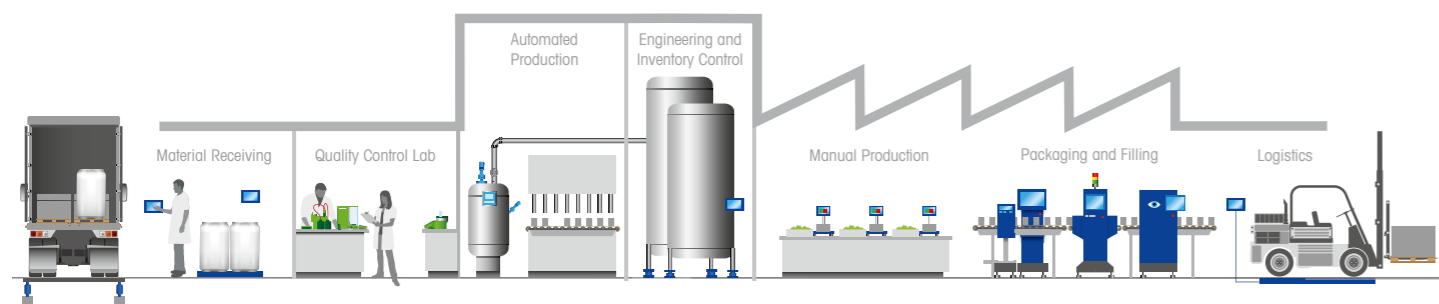 Automated
Production
Engineering and
Inventory Control
Material Receiving
Quality Control Lab
Manual Production
Packaging and Filling
Logistics